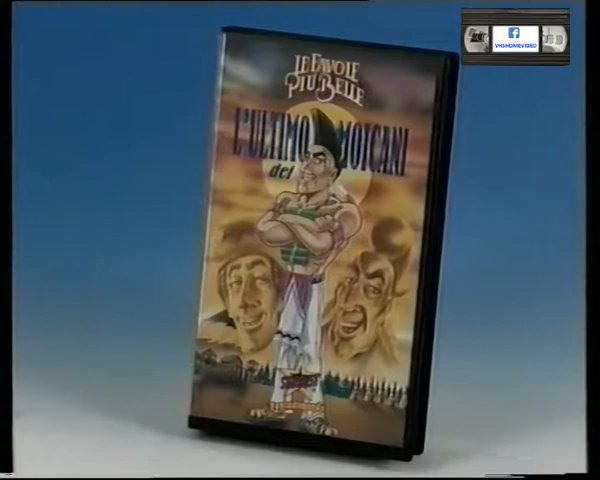 VHSHOMEVIDEO
LE FAVOLE
PIÙ BELLE
L'ULTIMO MOICANI
dei